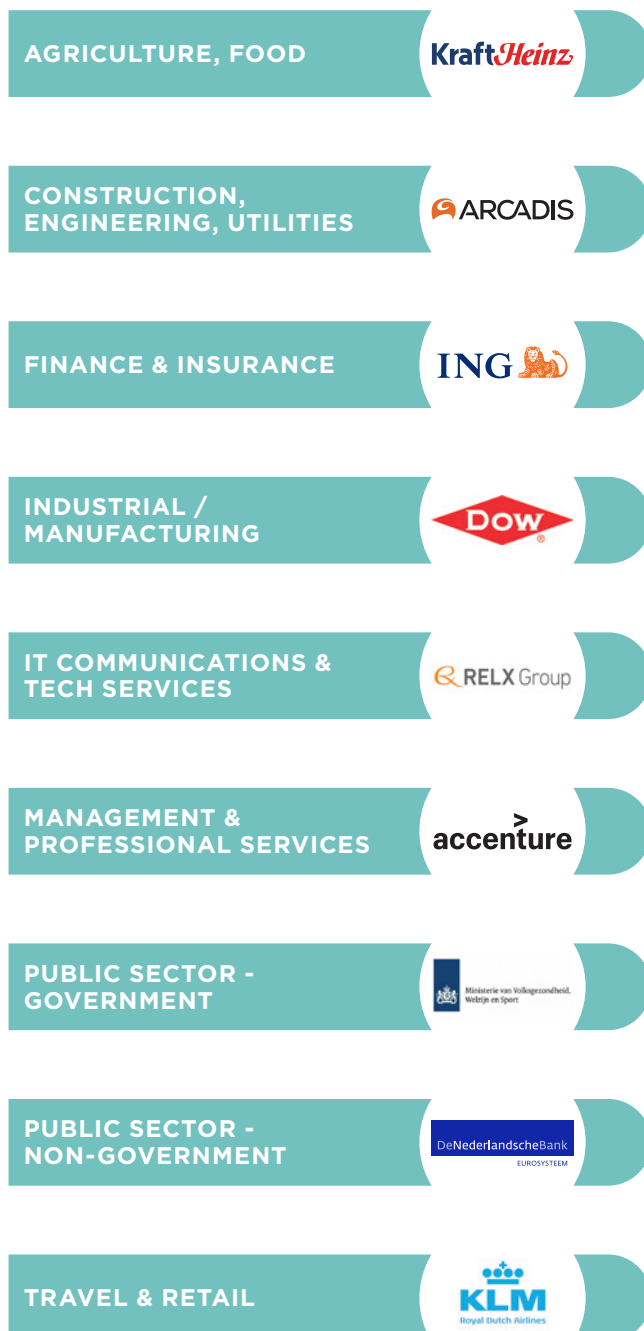 AGRICULTURE, FOOD
KraftHeinz
CONSTRUCTION,
ENGINEERING, UTILITIES
ARCADIS
FINANCE & INSURANCE
ING
INDUSTRIAL /
MANUFACTURING
Dow
®
IT COMMUNICATIONS &
TECH SERVICES
RELX Group
MANAGEMENT &
PROFESSIONAL SERVICES
>
accenture
PUBLIC SECTOR -
GOVERNMENT
Ministerie van Volksgezondheid,
Welzijn en Sport
PUBLIC SECTOR -
NON-GOVERNMENT
DeNederlandscheBank
EUROSYSTEEM
TRAVEL & RETAIL
KLM
Royal Dutch Airlines